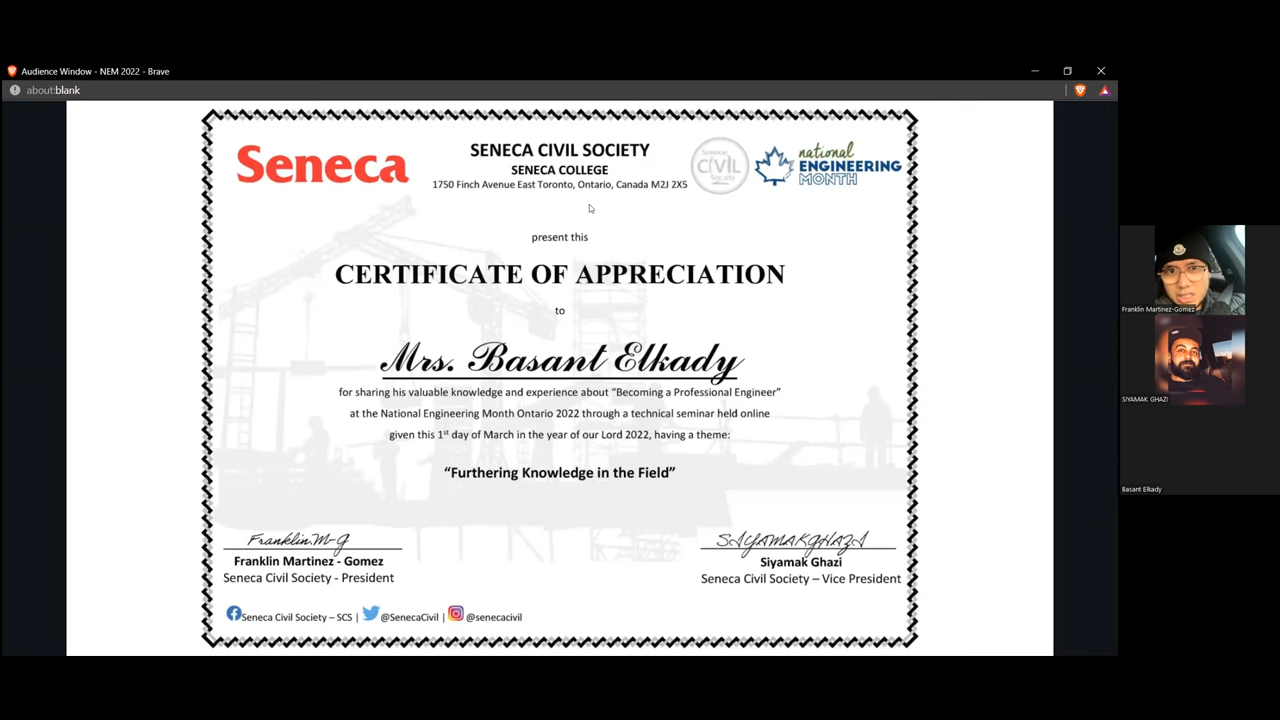 Audience Window - NEM 2022 - Brave
about:blank
Seneca
SENECA CIVIL SOCIETY
SENECA COLLEGE
1750 Finch Avenue East Toronto, Ontario, Canada M2J 2X5
Seneca
CIVIL
Society
national
ENGINEERING
MONTH
present this
CERTIFICATE OF APPRECIATION
to
Mrs. Basant Elkady
for sharing his valuable knowledge and experience about “Becoming a Professional Engineer”
at the National Engineering Month Ontario 2022 through a technical seminar held online
given this 1st day of March in the year of our Lord 2022, having a theme:
“Furthering Knowledge in the Field”
Franklin.M-G
SIYAMAKGHAZI
Franklin Martinez - Gomez
Siyamak Ghazi
Seneca Civil Society - President
Seneca Civil Society – Vice President
Seneca Civil Society – SCS | @SenecaCivil | @senecacivil
Franklin Martinez-Gomez
SIYAMAK GHAZI
Basant Elkady